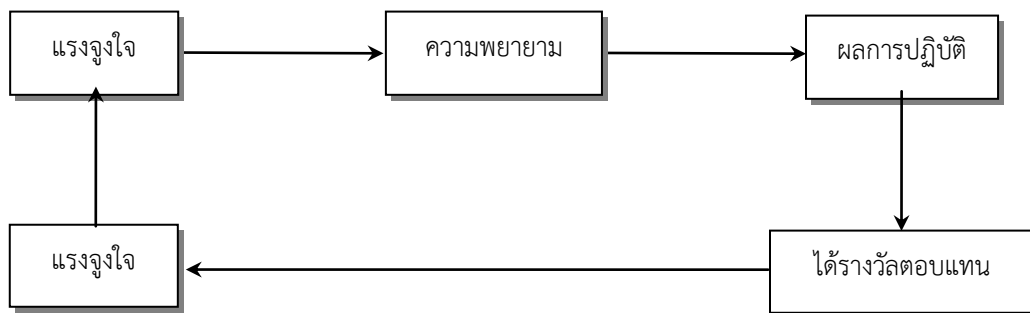 แรงจูงใจ
ความพยายาม
ผลการปฏิบัติ
แรงจูงใจ
ได้รางวัลตอบแทน